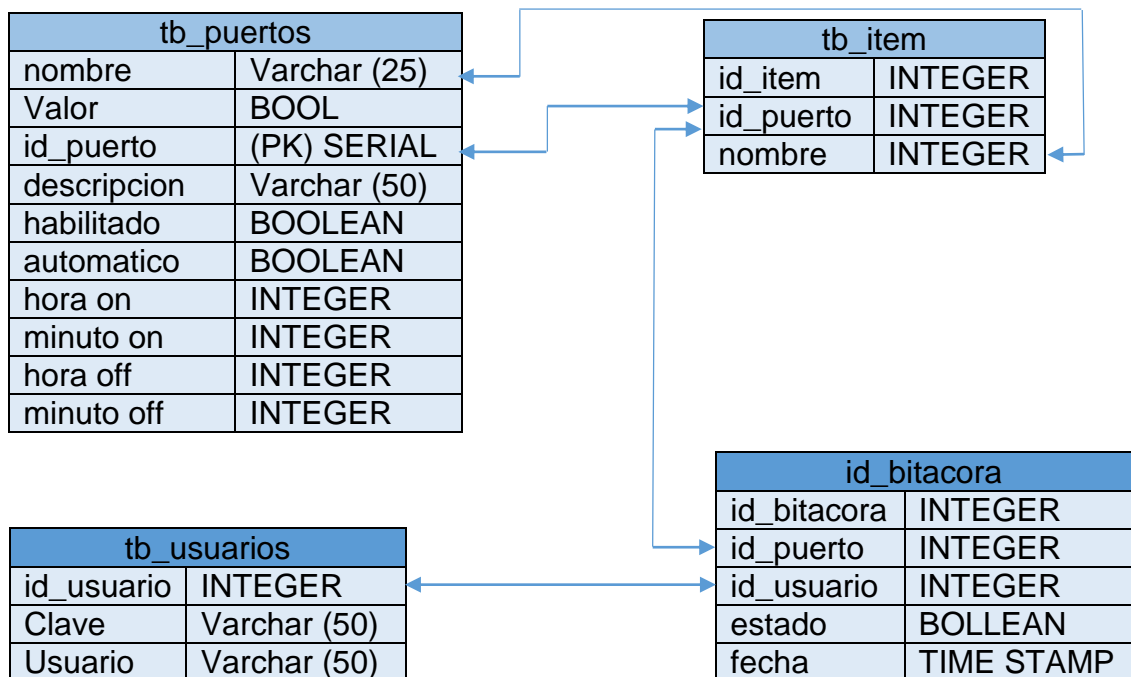 tb_puertos
nombre Varchar (25)
Valor BOOL
id_puerto (PK) SERIAL
descripcion Varchar (50)
habilitado BOOLEAN
automatico BOOLEAN
hora on INTEGER
minuto on INTEGER
hora off INTEGER
minuto off INTEGER
tb_item
id_item INTEGER
id_puerto INTEGER
nombre INTEGER
tb_usuarios
id_usuario INTEGER
Clave Varchar (50)
Usuario Varchar (50)
id_bitacora
id_bitacora INTEGER
id_puerto INTEGER
id_usuario INTEGER
estado BOLLEAN
fecha TIME STAMP